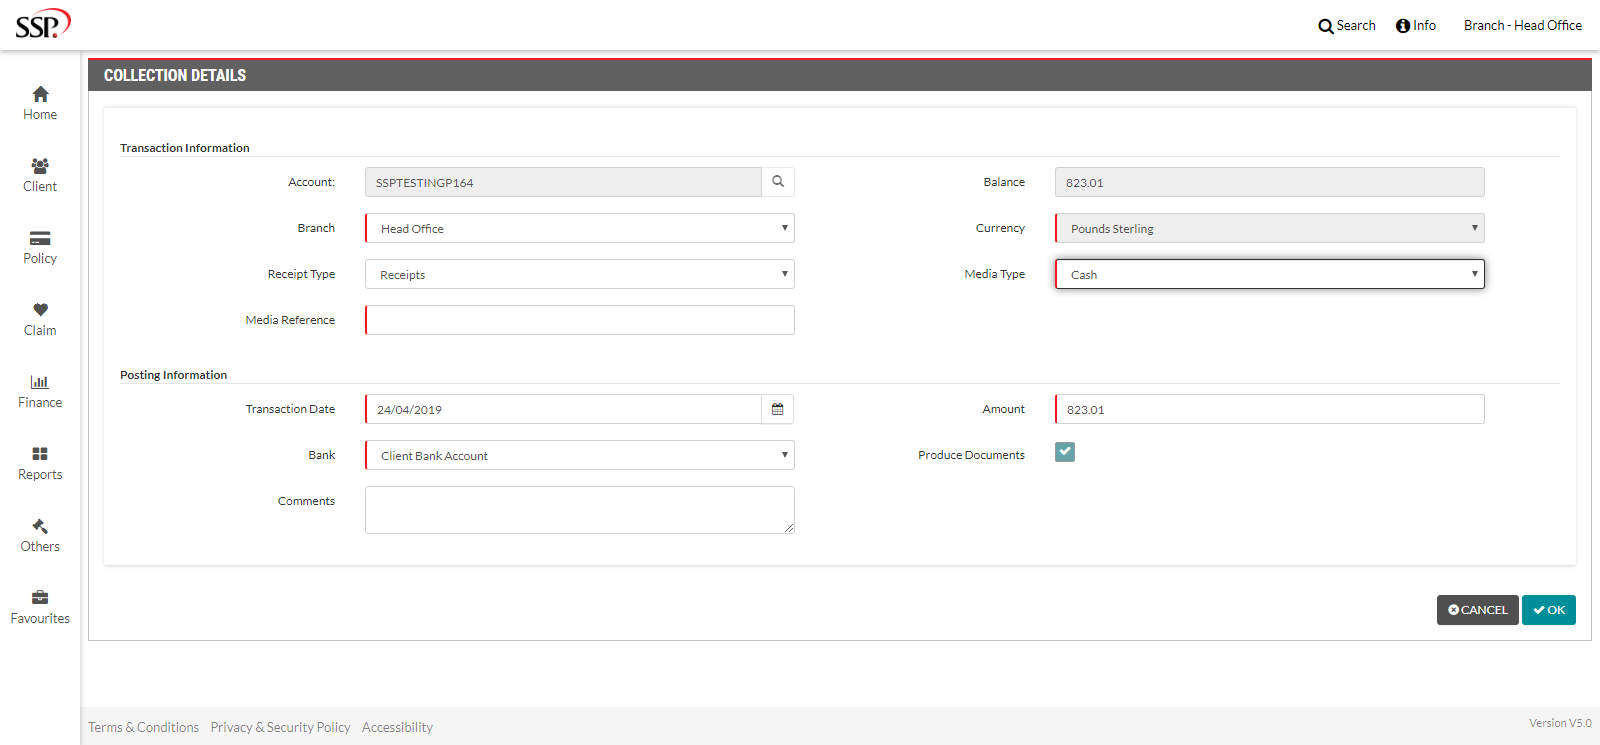 SSP.
Search
Info
Branch - Head Office
Home
Client
Policy
Claim
Finance
Reports
Others
Favourites
COLLECTION DETAILS
Transaction Information
Account: SSPTESTINGP164
Balance 823.01
Branch Head Office
Currency Pounds Sterling
Receipt Type Receipts
Media Type Cash
Media Reference
Posting Information
Transaction Date 24/04/2019
Amount 823.01
Bank Client Bank Account
Produce Documents
Comments
CANCEL OK
Terms & Conditions Privacy & Security Policy Accessibility
Version V5.0